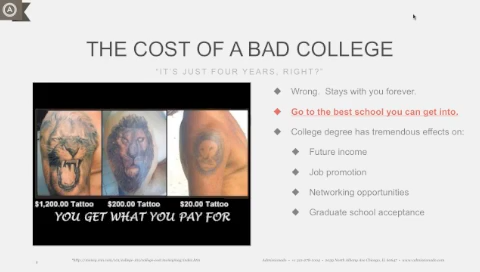 A
THE COST OF A BAD COLLEGE
"IT'S JUST FOUR YEARS, RIGHT?"
Wrong. Stays with you forever.
Go to the best school you can get into.
College degree has tremendous effects on:
Future income
Job promotion
Networking opportunities
Graduate school acceptance
$1,200.00 Tattoo $200.00 Tattoo $20.00 Tattoo
YOU GET WHAT YOU PAY FOR